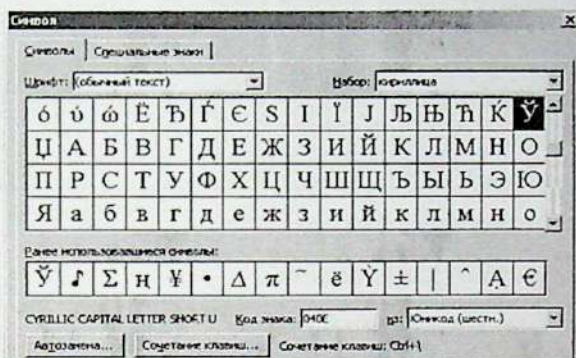 Символ
Символы Специальные знаки
Шрифт: (обычный текст) Набор: кириллица
ό ύ ώ Ё Ђ Ѓ Є Ѕ І Ї Ј Љ Њ Ћ Ќ Ў
Џ А Б В Г Д Е Ж З И Й К Л М Н О
П Р С Т У Ф Х Ц Ч Ш Щ Ъ Ы Ь Э Ю
Я а б в г д е ж з и й к л м н о
Ранее использовавшиеся символы:
Ў ♪ Σ ң ¥ • Δ π ~ ё Ý ± | ^ Ą €
CYRILLIC CAPITAL LETTER SHORT U Код знака: 040E из: Юникод (шестн.)
Автозамена... Сочетание клавиш... Сочетание клавиш: Ctrl+\